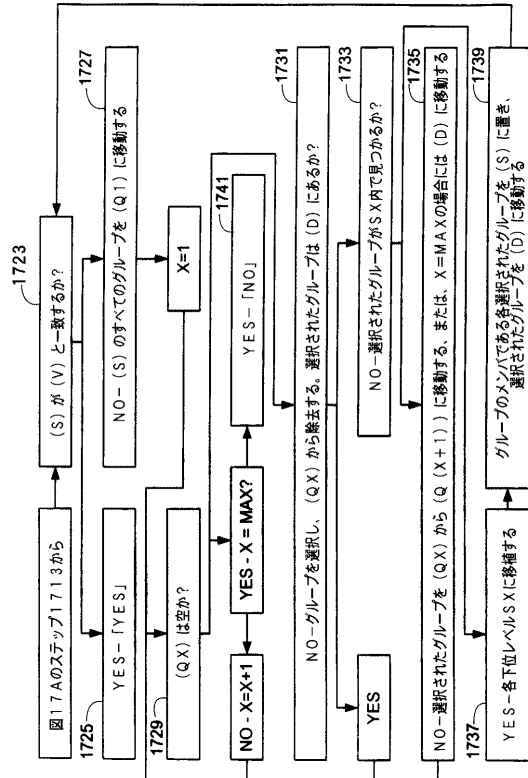 図17Aのステップ1713から
1723
(S)が(V)と一致するか?
1725
YES-「YES」
NO-(S)のすべてのグループを(Q1)に移動する
1727
X=1
1729
(QX)は空か?
NO - X=X+1
YES - X = MAX?
YES-「NO」
1741
NO-グループを選択し、(QX)から除去する。選択されたグループは(D)にあるか?
1731
YES
NO-選択されたグループがSX内で見つかるか?
1733
NO-選択されたグループを(QX)から(Q(X+1))に移動する、または、X=MAXの場合には(D)に移動する
1735
1737
YES-各下位レベルSXに移植する
グループのメンバである各選択されたグループを(S)に置き、
選択されたグループを(D)に移動する
1739